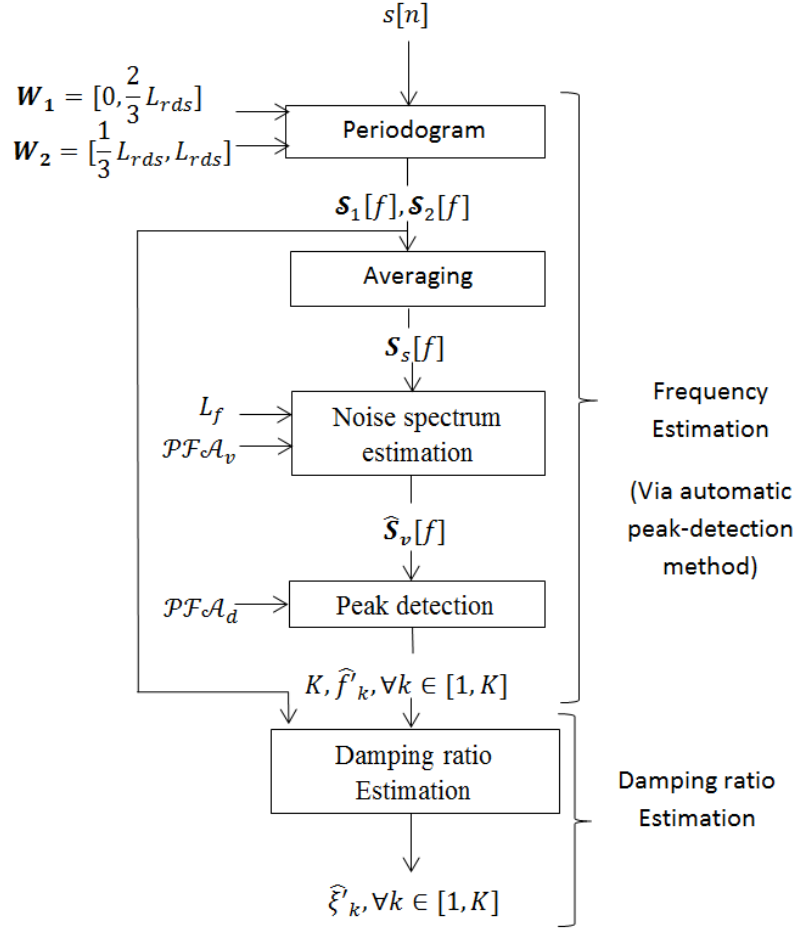 s[n]
W₁ = [0, 2/3 L_rds]
W₂ = [1/3 L_rds, L_rds]
Periodogram
𝓢₁[f], 𝓢₂[f]
Averaging
S_s[f]
L_f
𝒫ℱ𝒜_v
Noise spectrum
estimation
Ŝ_v[f]
𝒫ℱ𝒜_d
Peak detection
K, f̂′_k, ∀k ∈ [1, K]
Frequency
Estimation
(Via automatic
peak-detection
method)
Damping ratio
Estimation
Damping ratio
Estimation
ξ̂′_k, ∀k ∈ [1, K]